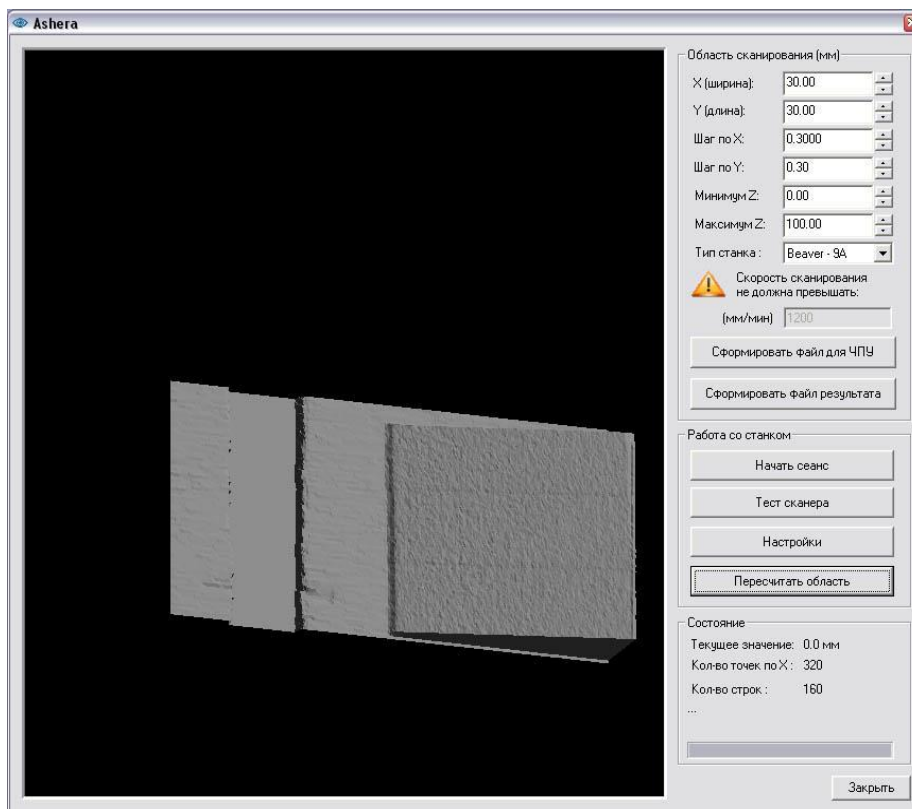 Ashera
Область сканирования (мм)
X (ширина): 30.00
Y (длина): 30.00
Шаг по X: 0.3000
Шаг по Y: 0.30
Минимум Z: 0.00
Максимум Z: 100.00
Тип станка : Beaver - 9A
Скорость сканирования
не должна превышать:
(мм/мин) 1200
Сформировать файл для ЧПУ
Сформировать файл результата
Работа со станком
Начать сеанс
Тест сканера
Настройки
Пересчитать область
Состояние
Текущее значение: 0.0 мм
Кол-во точек по X : 320
Кол-во строк : 160
...
Закрыть